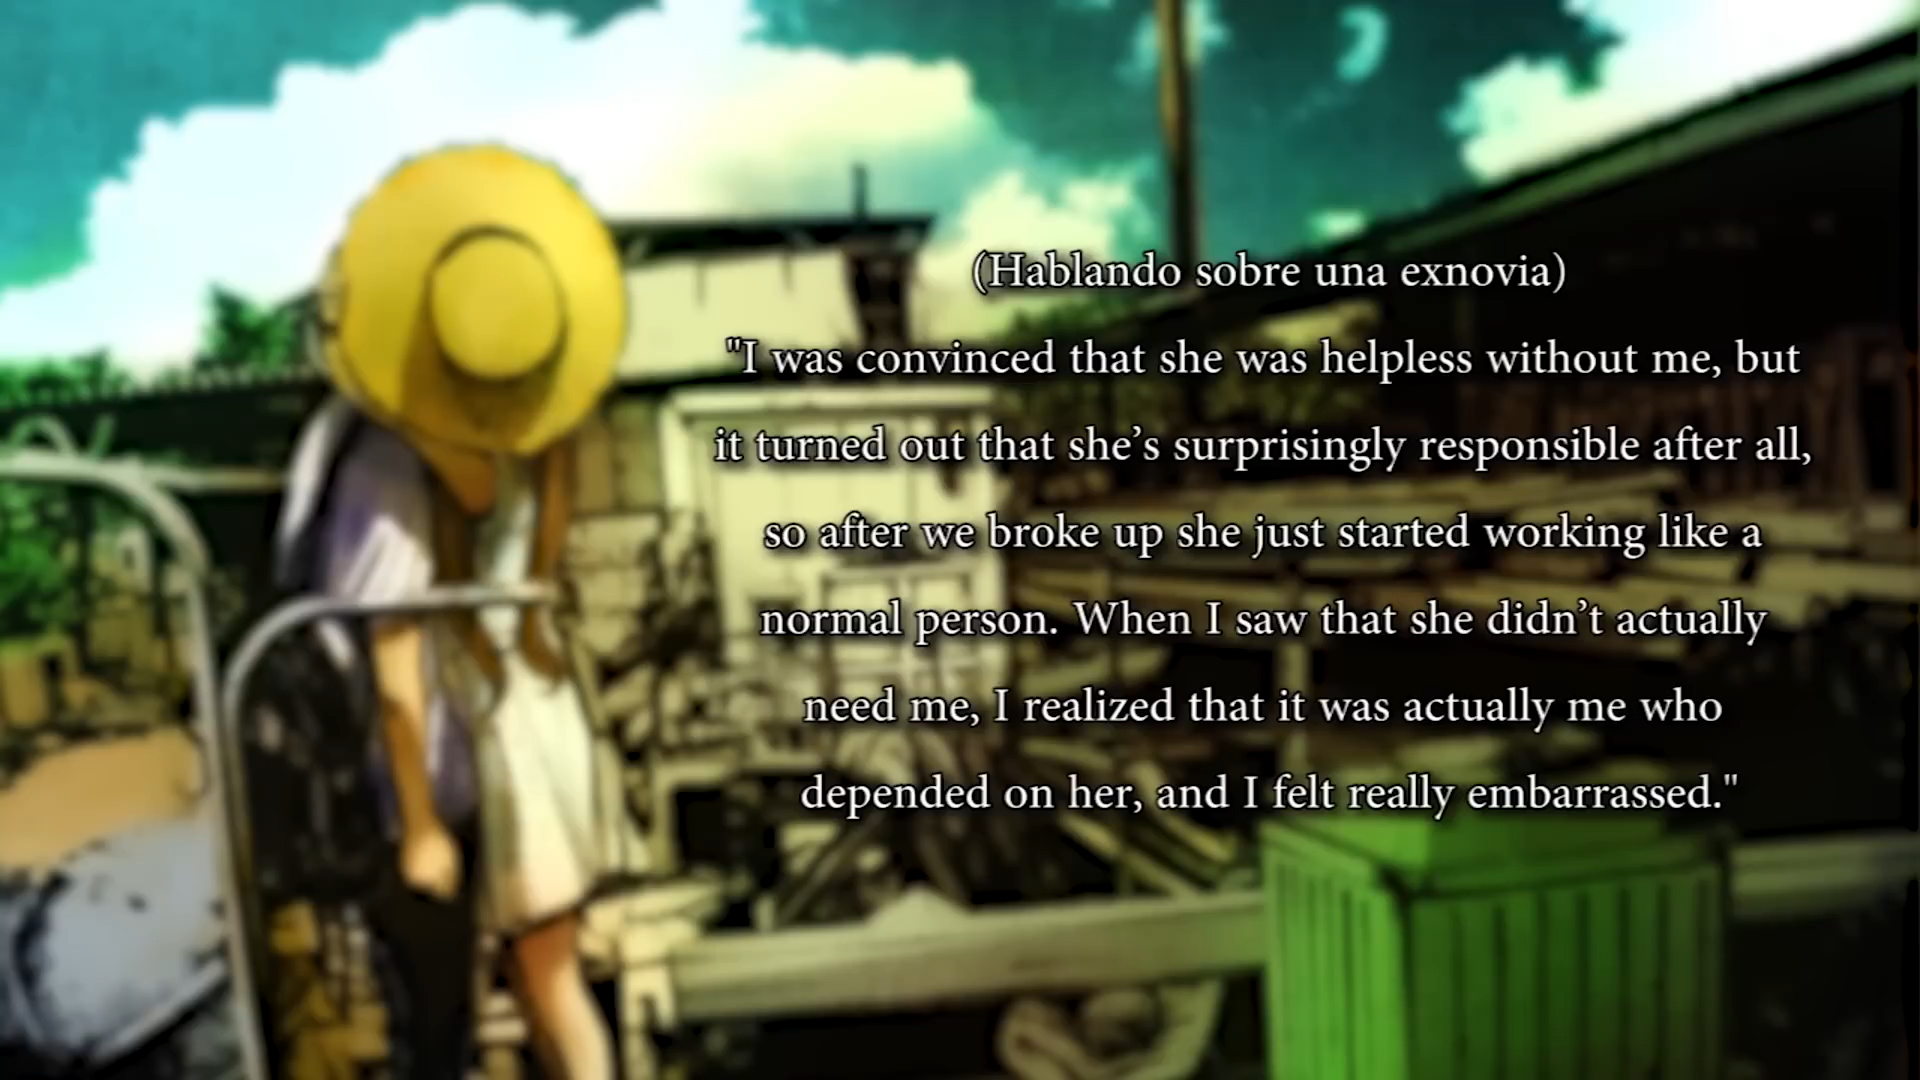 (Hablando sobre una exnovia)
"I was convinced that she was helpless without me, but
it turned out that she’s surprisingly responsible after all,
so after we broke up she just started working like a
normal person. When I saw that she didn’t actually
need me, I realized that it was actually me who
depended on her, and I felt really embarrassed."